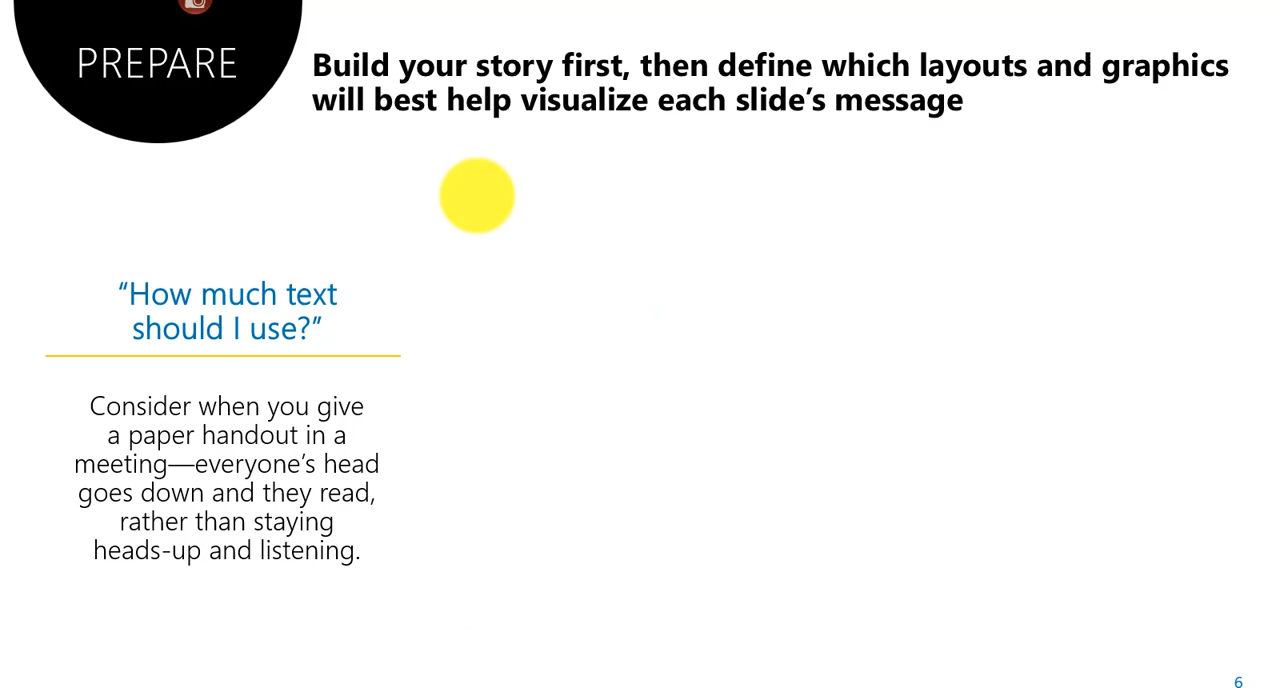 PREPARE
Build your story first, then define which layouts and graphics
will best help visualize each slide’s message
“How much text
should I use?”
Consider when you give
a paper handout in a
meeting—everyone’s head
goes down and they read,
rather than staying
heads-up and listening.
6